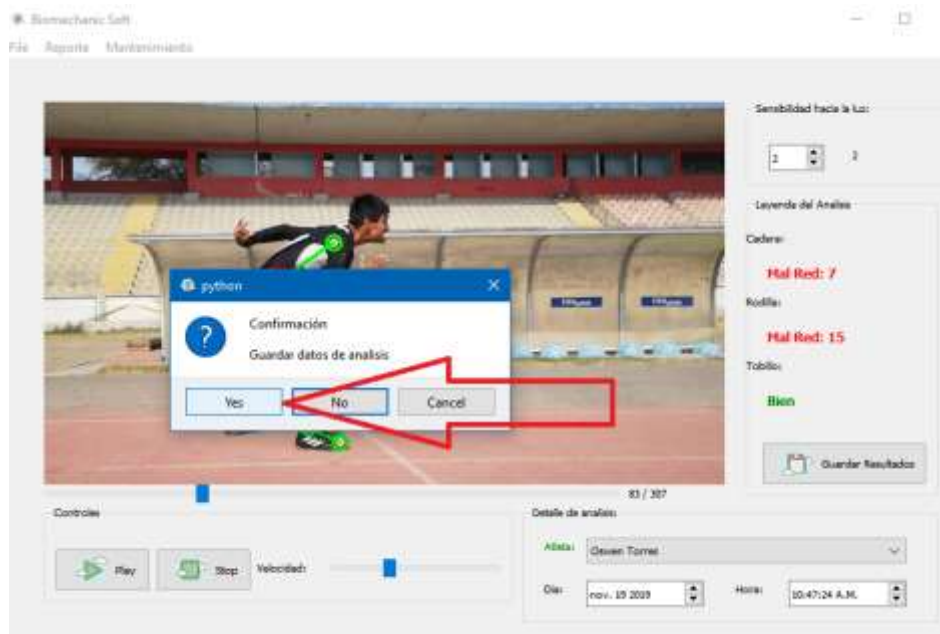 Biomechanic Soft
File Reporte Mantenimiento
Sensibilidad hacia la luz:
2 2
Leyenda del Analisis
Cadera:
Mal Red: 7
Rodilla:
Mal Red: 15
Tobillo:
Bien
Guardar Resultados
python
Confirmación
Guardar datos de analisis
Yes No Cancel
83 / 307
Controles
Play Stop Velocidad:
Detalle de analisis:
Atleta: Torres
Dia: nov. 19 2019 Hora: 10:47:24 A.M.